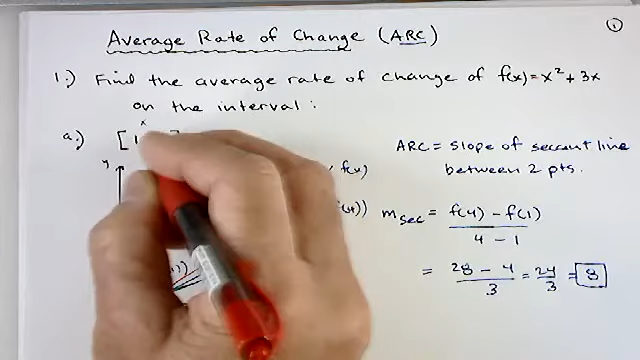 Average Rate of Change (ARC)
①
1.) Find the average rate of change of f(x) = x² + 3x
on the interval :
x
a.) [1 ]
ARC = slope of seccant line
between 2 pts.
y
f(x)
f(4))
m sec = f(4) - f(1)
4 - 1
= 28 - 4 = 24 = 8
3 3